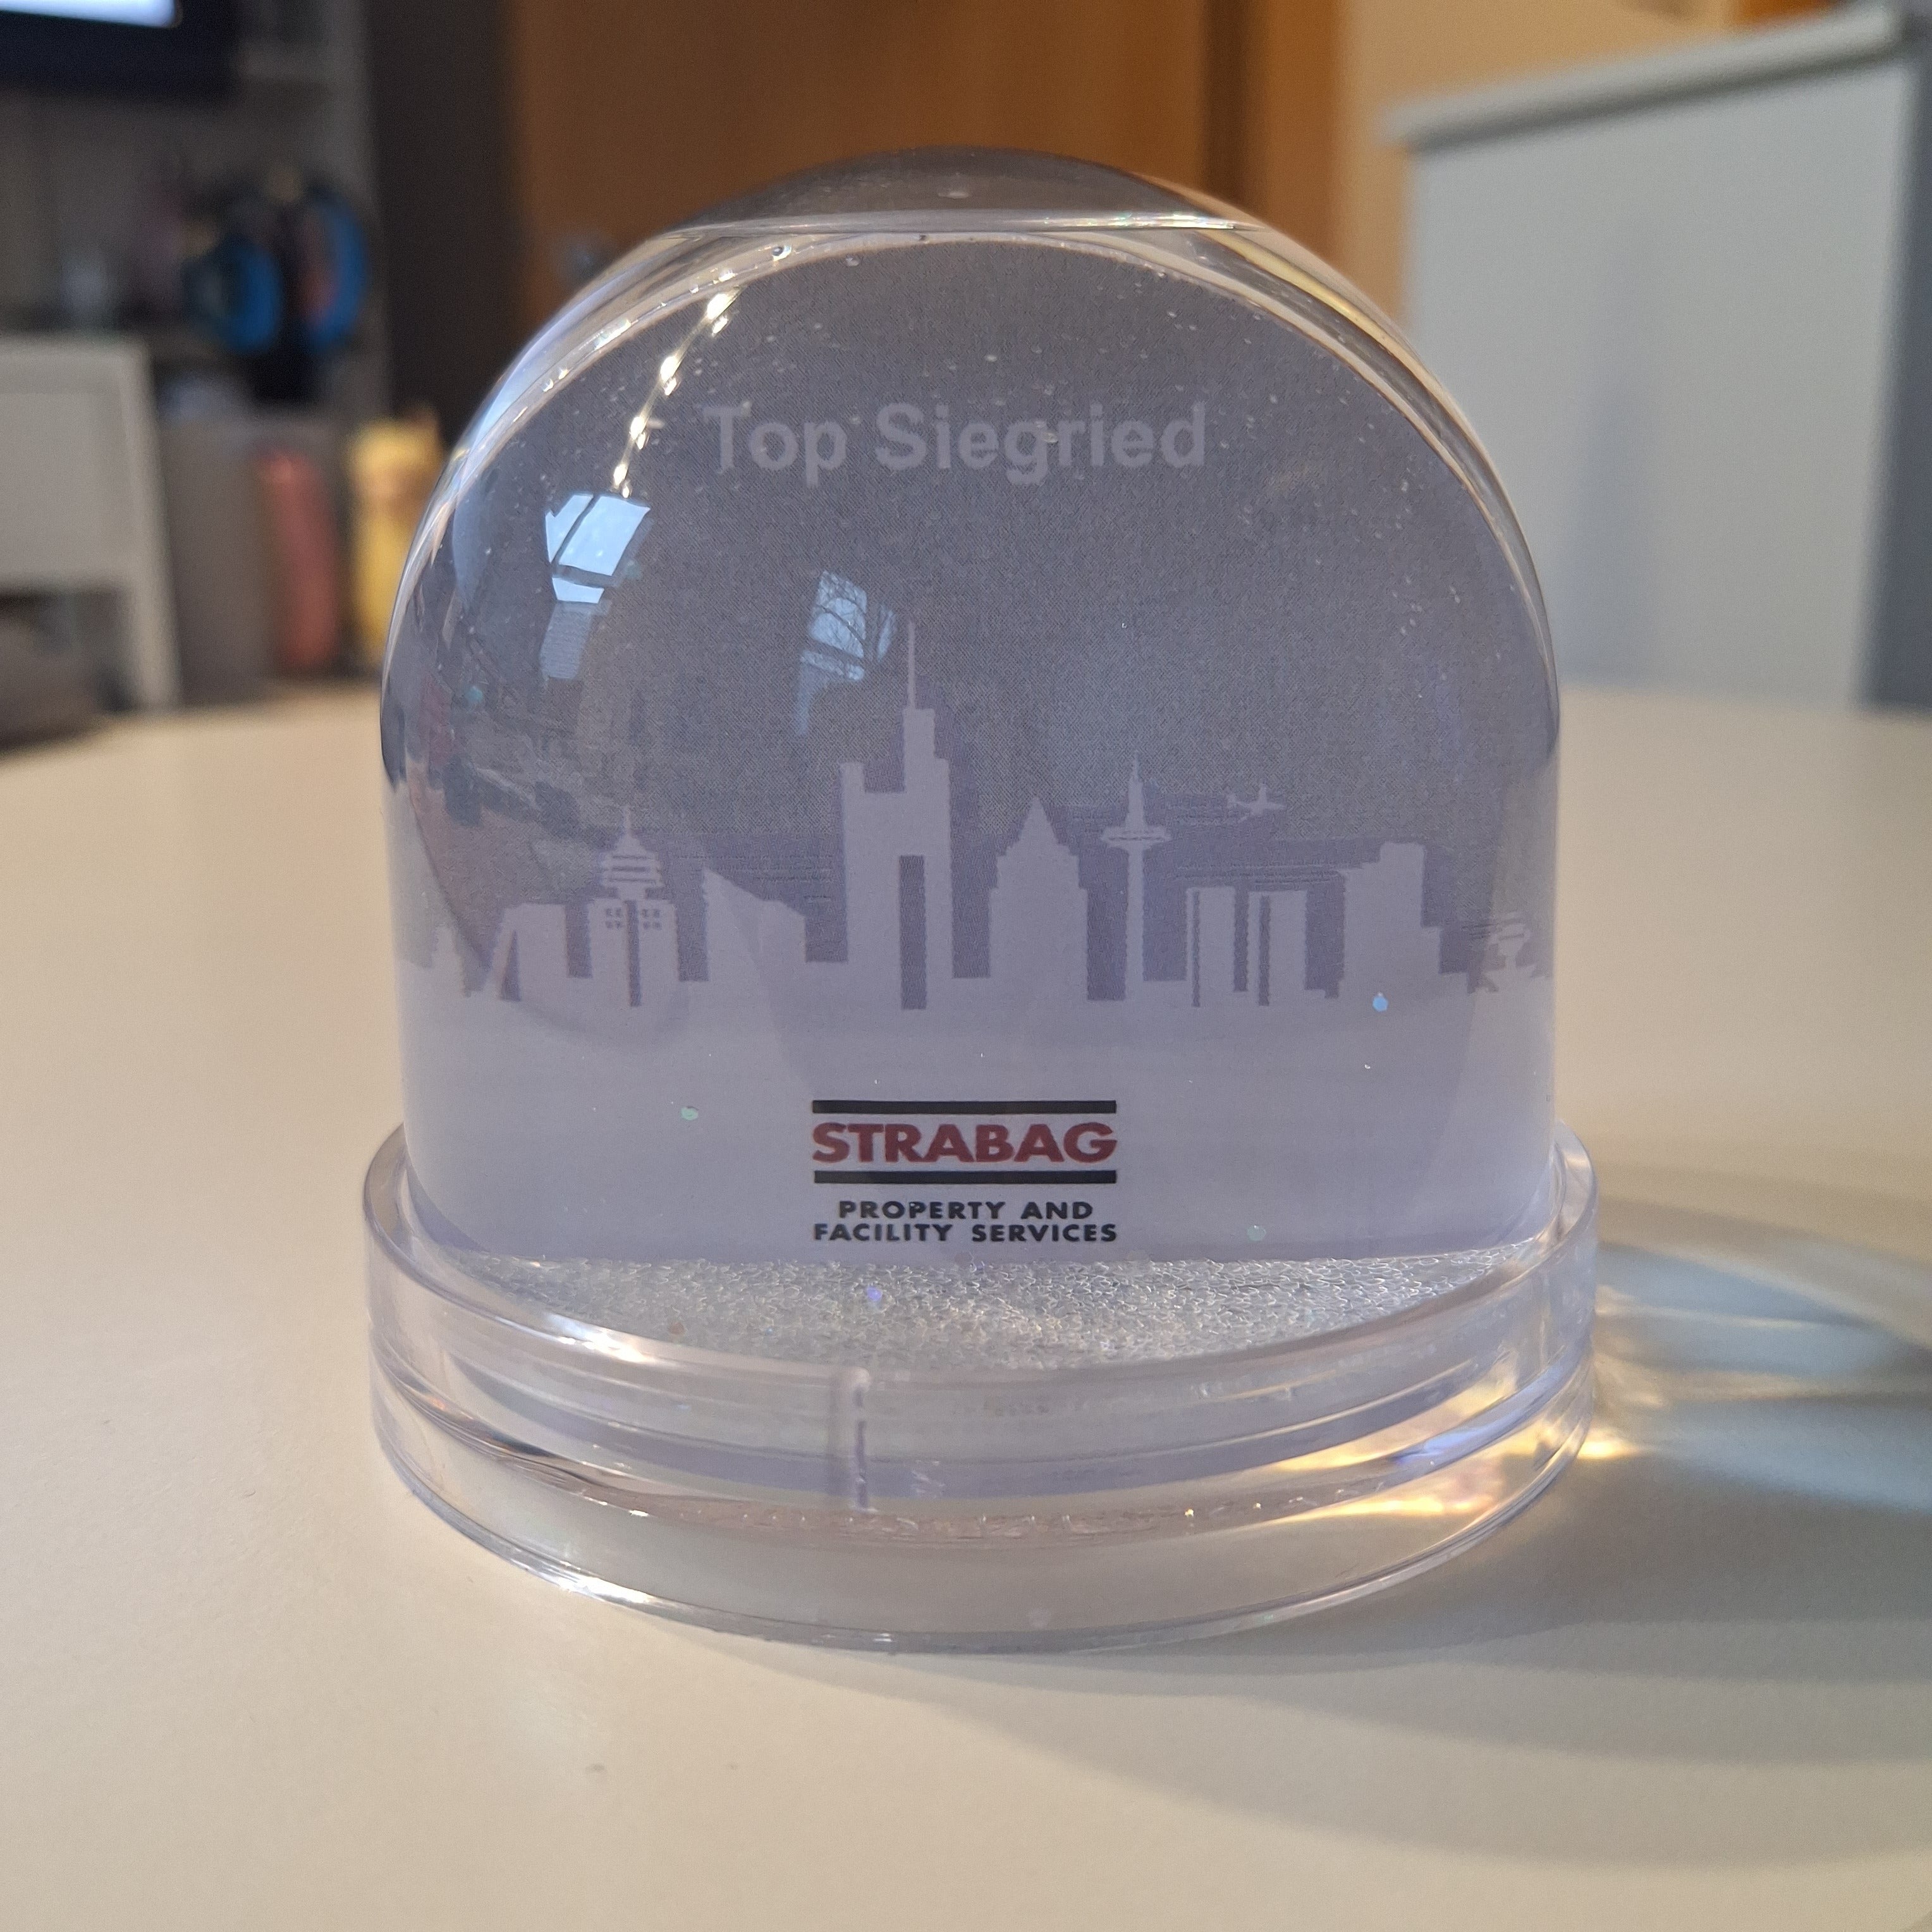 Top Siegried
STRABAG
PROPERTY AND
FACILITY SERVICES